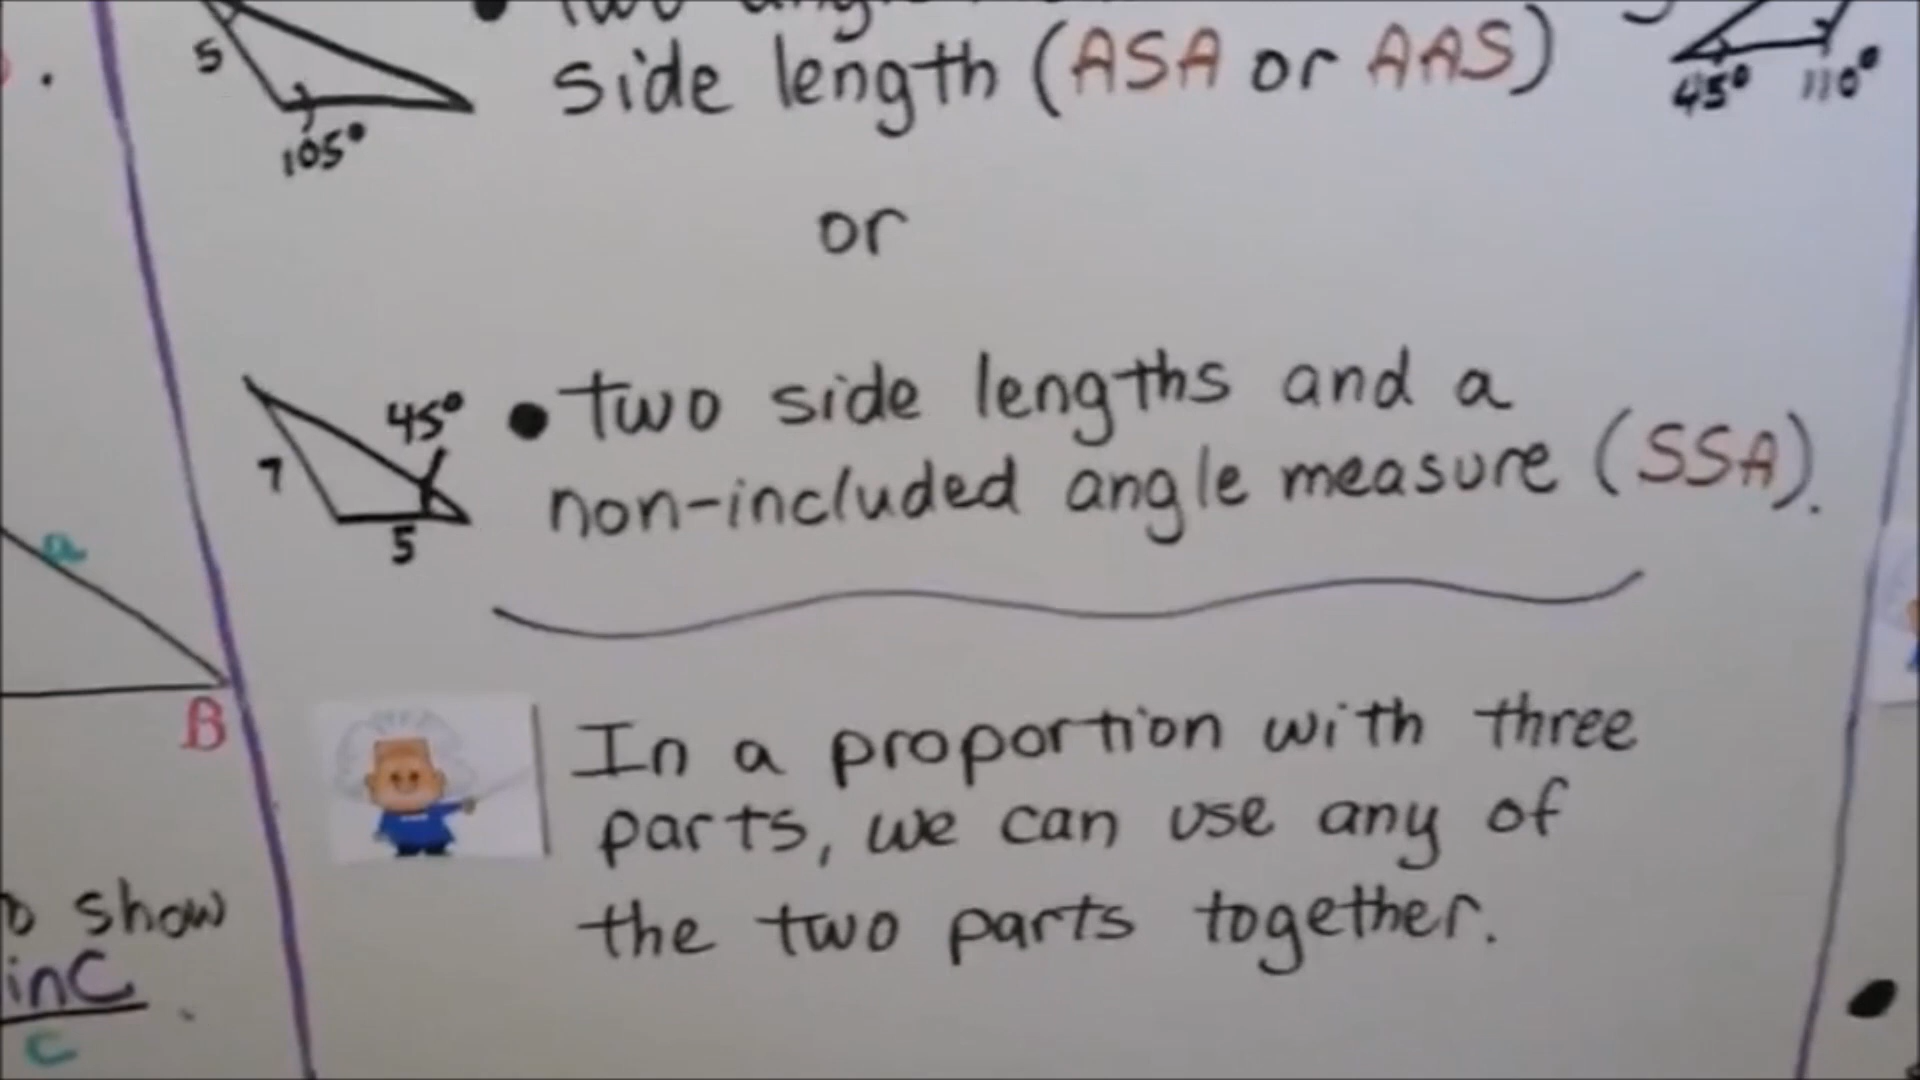 5
105°
side length (ASA or AAS)
45° 110°
or
7
45°
5
• two side lengths and a
non-included angle measure (SSA).
a
B
In a proportion with three
parts, we can use any of
the two parts together.
show
inC
c